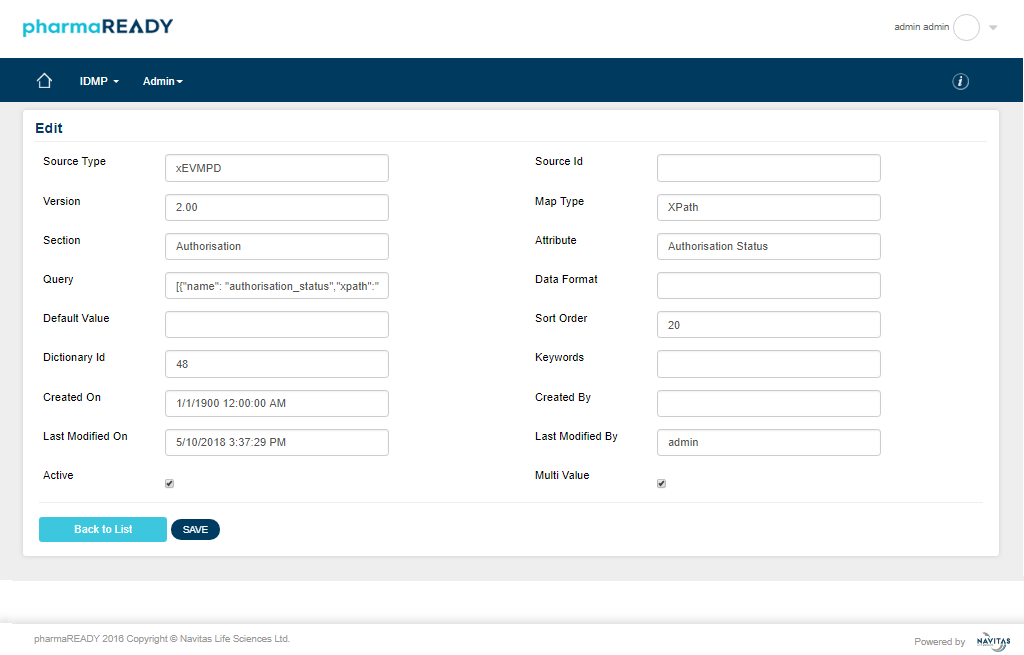 pharmaREADY
admin admin
IDMP Admin i
Edit
Source Type xEVMPD Source Id
Version 2.00 Map Type XPath
Section Authorisation Attribute Authorisation Status
Query [{"name": "authorisation_status","xpath":" Data Format
Default Value Sort Order 20
Dictionary Id 48 Keywords
Created On 1/1/1900 12:00:00 AM Created By
Last Modified On 5/10/2018 3:37:29 PM Last Modified By admin
Active Multi Value
Back to List SAVE
pharmaREADY 2016 Copyright © Navitas Life Sciences Ltd.
Powered by NAVITAS